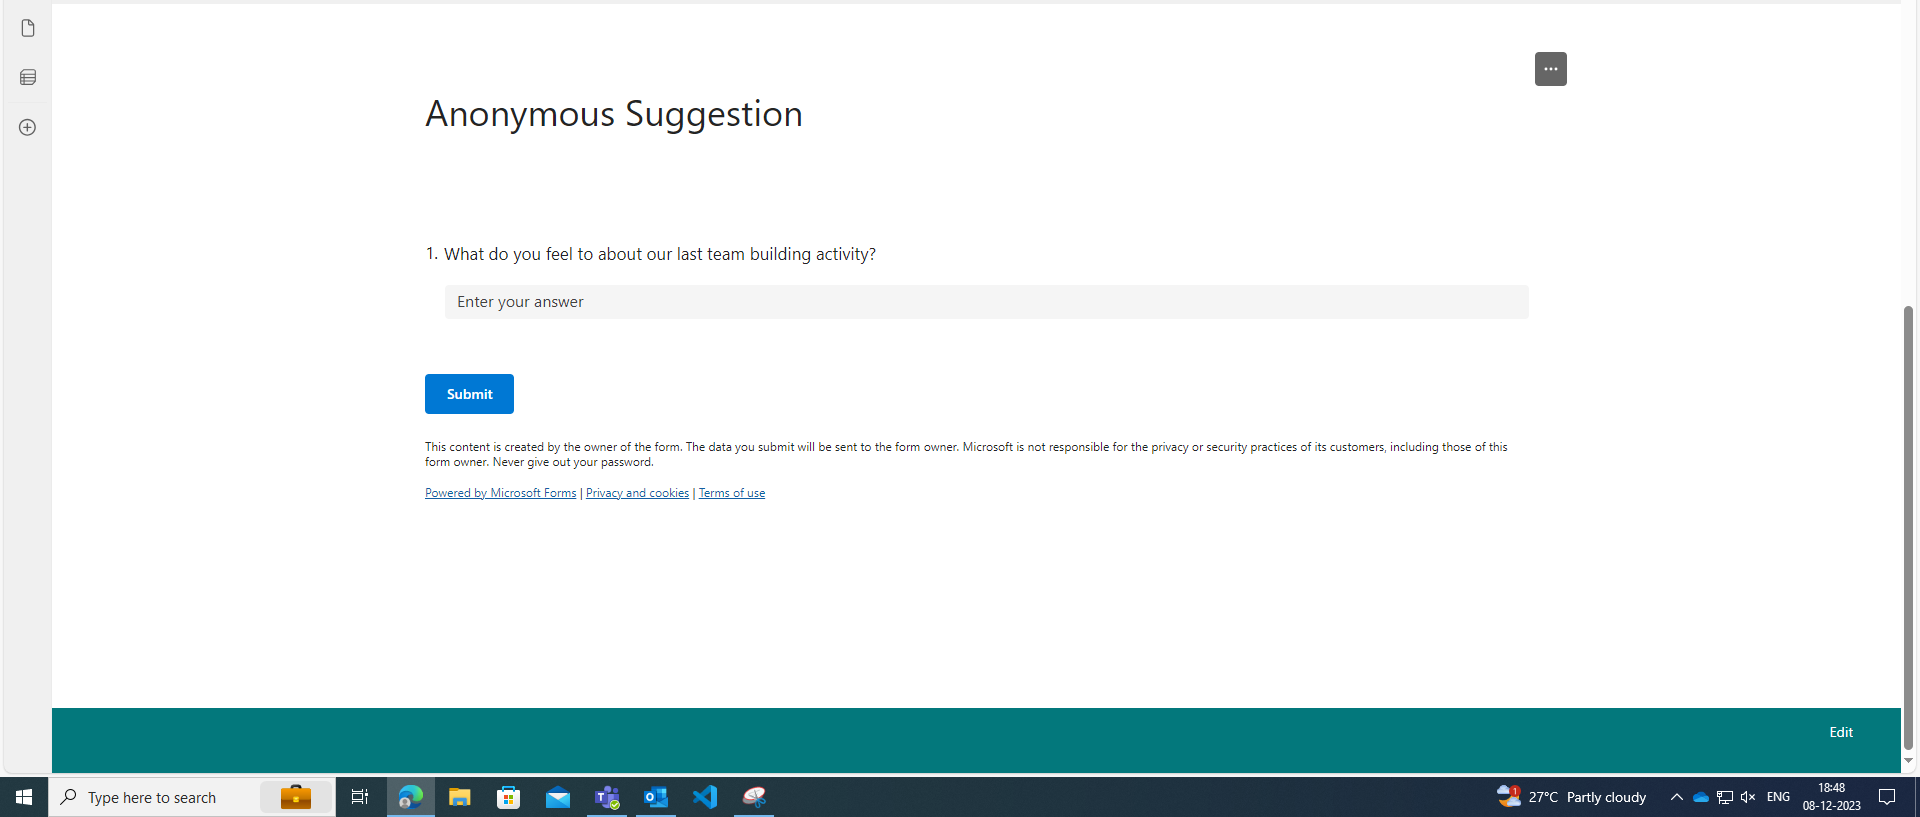 Anonymous Suggestion
1. What do you feel to about our last team building activity?
Enter your answer
Submit
This content is created by the owner of the form. The data you submit will be sent to the form owner. Microsoft is not responsible for the privacy or security practices of its customers, including those of this
form owner. Never give out your password.
Powered by Microsoft Forms | Privacy and cookies | Terms of use
Edit
Type here to search
1
27°C Partly cloudy
ENG
18:48
08-12-2023